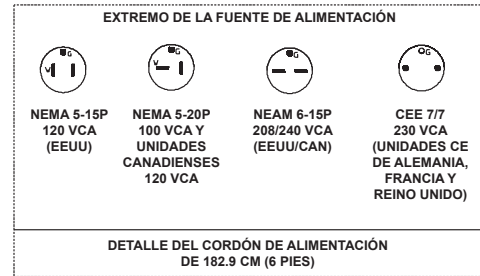 EXTREMO DE LA FUENTE DE ALIMENTACIÓN
G
V
G
V
G
G
NEMA 5-15P
120 VCA
(EEUU)
NEMA 5-20P
100 VCA Y
UNIDADES
CANADIENSES
120 VCA
NEAM 6-15P
208/240 VCA
(EEUU/CAN)
CEE 7/7
230 VCA
(UNIDADES CE
DE ALEMANIA,
FRANCIA Y
REINO UNIDO)
DETALLE DEL CORDÓN DE ALIMENTACIÓN
DE 182.9 CM (6 PIES)